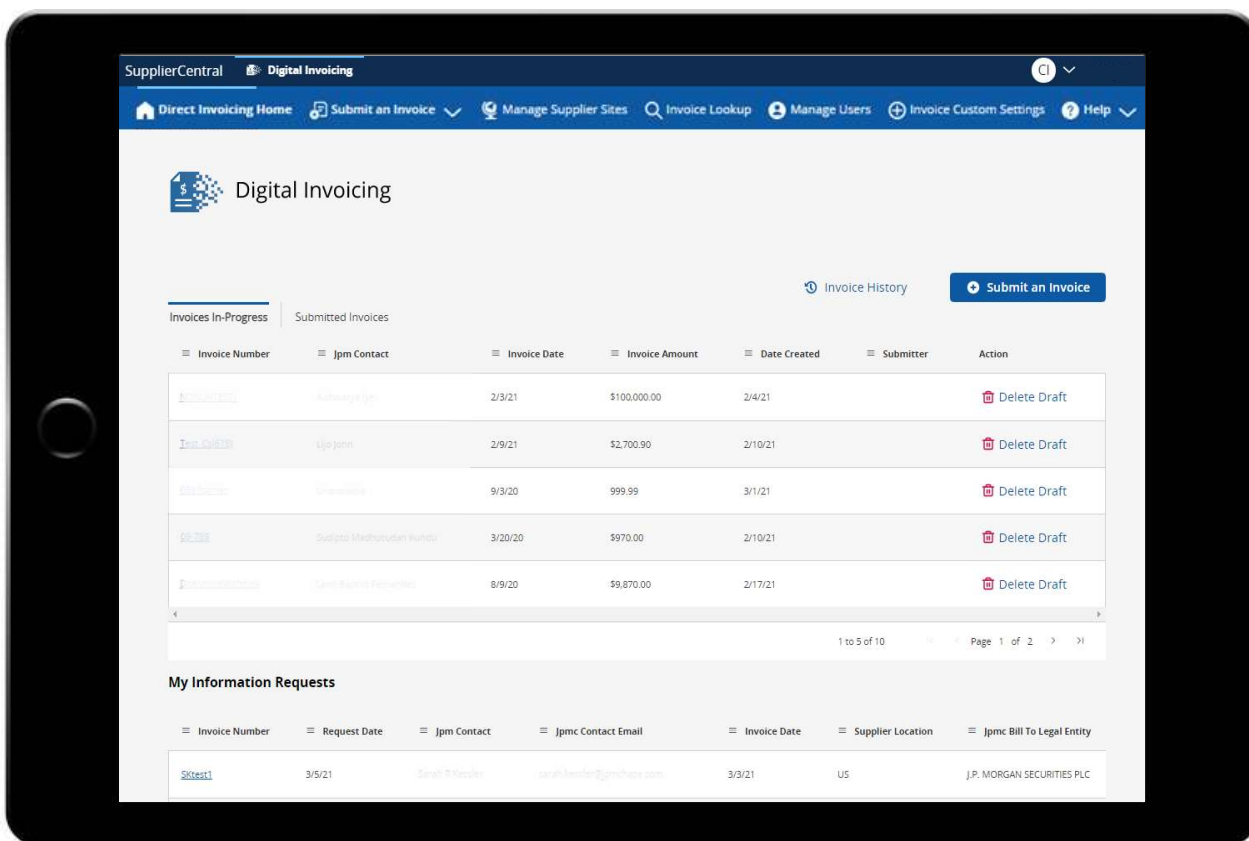 SupplierCentral Digital Invoicing CI
Direct Invoicing Home Submit an Invoice Manage Supplier Sites Invoice Lookup Manage Users Invoice Custom Settings Help
$ Digital Invoicing
Invoice History Submit an Invoice
Invoices In-Progress Submitted Invoices
Invoice Number Jpm Contact Invoice Date Invoice Amount Date Created Submitter Action
2/3/21 $100,000.00 2/4/21 Delete Draft
2/9/21 $2,700.90 2/10/21 Delete Draft
9/3/20 999.99 3/1/21 Delete Draft
3/20/20 $970.00 2/10/21 Delete Draft
8/9/20 $9,870.00 2/17/21 Delete Draft
1 to 5 of 10 Page 1 of 2
My Information Requests
Invoice Number Request Date Jpm Contact Jpmc Contact Email Invoice Date Supplier Location Jpmc Bill To Legal Entity
SKtest1 3/5/21 3/3/21 US J.P. MORGAN SECURITIES PLC